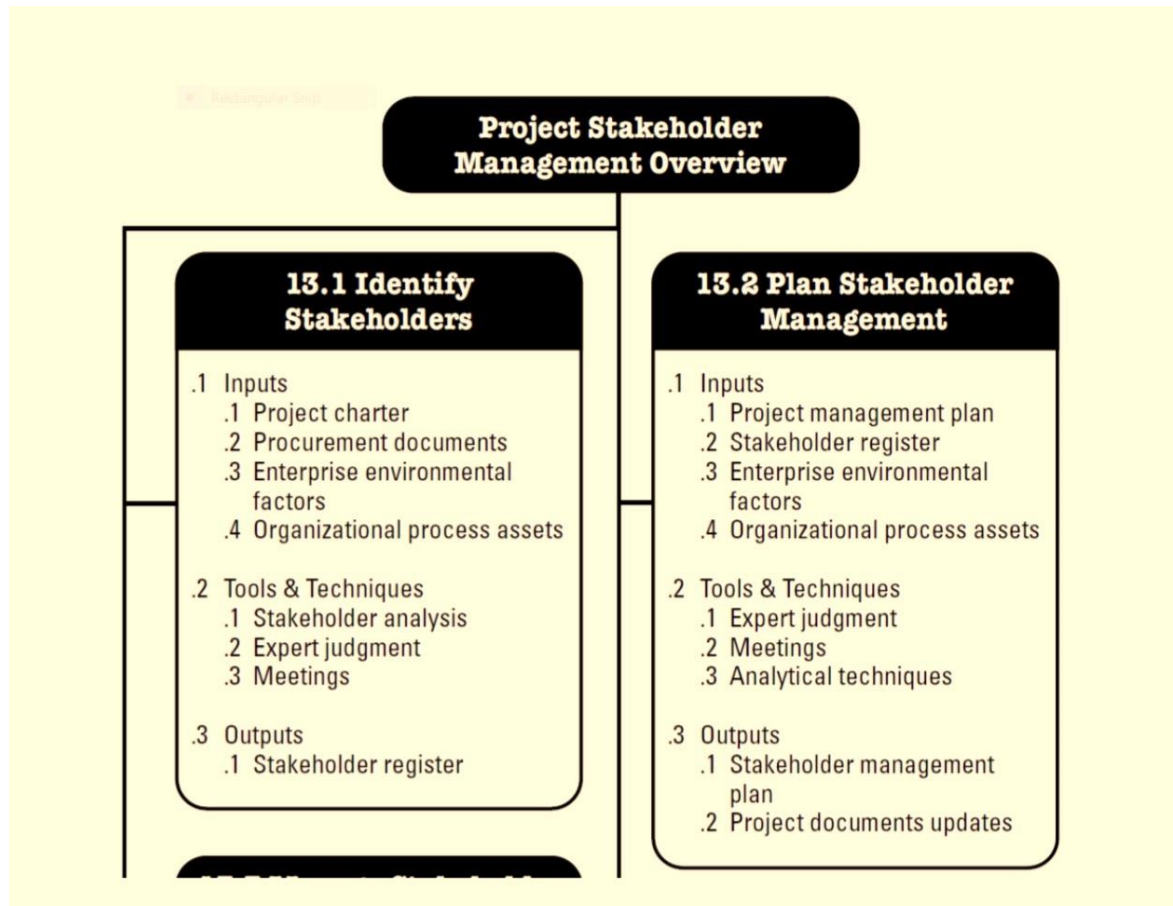 Rectangular Snip
Project Stakeholder
Management Overview
13.1 Identify
Stakeholders
.1 Inputs
.1 Project charter
.2 Procurement documents
.3 Enterprise environmental
factors
.4 Organizational process assets
.2 Tools & Techniques
.1 Stakeholder analysis
.2 Expert judgment
.3 Meetings
.3 Outputs
.1 Stakeholder register
13.2 Plan Stakeholder
Management
.1 Inputs
.1 Project management plan
.2 Stakeholder register
.3 Enterprise environmental
factors
.4 Organizational process assets
.2 Tools & Techniques
.1 Expert judgment
.2 Meetings
.3 Analytical techniques
.3 Outputs
.1 Stakeholder management
plan
.2 Project documents updates